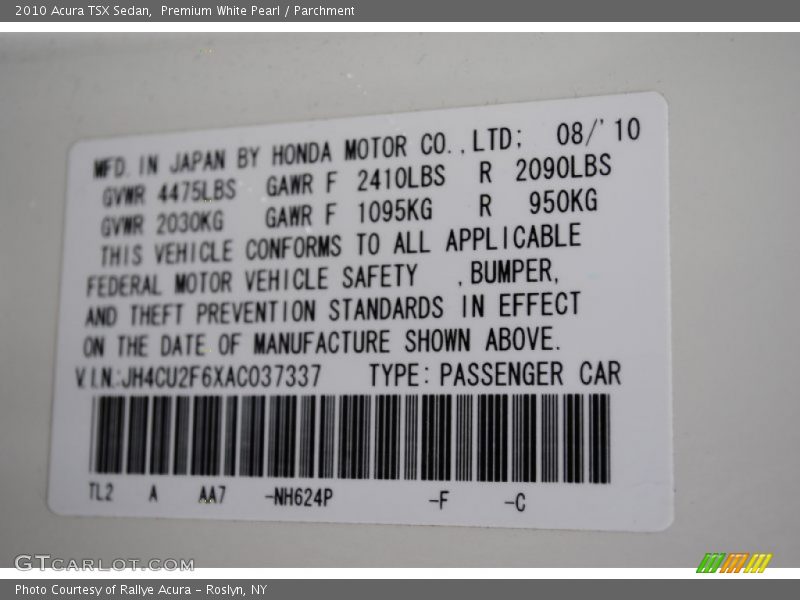 2010 Acura TSX Sedan,  Premium White Pearl / Parchment
MFD. IN JAPAN BY HONDA MOTOR CO.,LTD; 08/'10
GVWR 4475LBS GAWR F 2410LBS R 2090LBS
GVWR 2030KG GAWR F 1095KG R 950KG
THIS VEHICLE CONFORMS TO ALL APPLICABLE
FEDERAL MOTOR VEHICLE SAFETY ,BUMPER,
AND THEFT PREVENTION STANDARDS IN EFFECT
ON THE DATE OF MANUFACTURE SHOWN ABOVE.
V.I.N.:JH4CU2F6XAC037337 TYPE: PASSENGER CAR
TL2 A AA7 -NH624P -F -C
GTCARLOT.COM
Photo Courtesy of Rallye Acura - Roslyn, NY